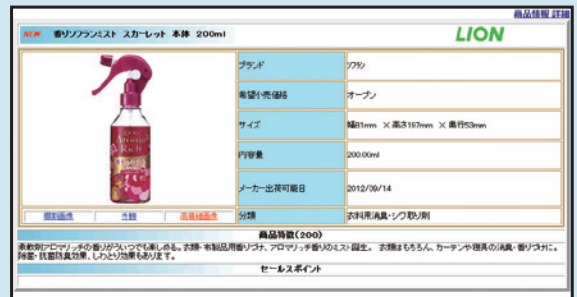 商品情報 詳細
NEW 香りソフランミスト スカーレット 本体 200ml
LION
Aroma
Rich
ブランド ソフラン
希望小売価格 オープン
サイズ 幅81mm × 高さ197mm × 奥行53mm
内容量 200.00ml
メーカー出荷可能日 2012/09/14
棚割画像 外観 高精細画像 分類 衣料用消臭・シワ取り剤
商品特徴(200)
柔軟剤アロマリッチの香りがういつでも楽しめる。衣類・布製品用香りづけ、アロマリッチ香りのミスト誕生。 衣類はもちろん、カーテンや寝具の消臭・香りづけに。
除菌・抗菌防臭効果、しわとり効果もあります。
セールスポイント